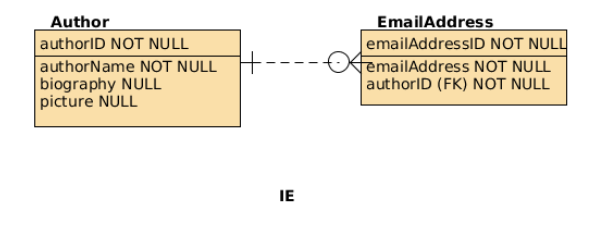 Author
authorID NOT NULL
authorName NOT NULL
biography NULL
picture NULL
EmailAddress
emailAddressID NOT NULL
emailAddress NOT NULL
authorID (FK) NOT NULL
IE